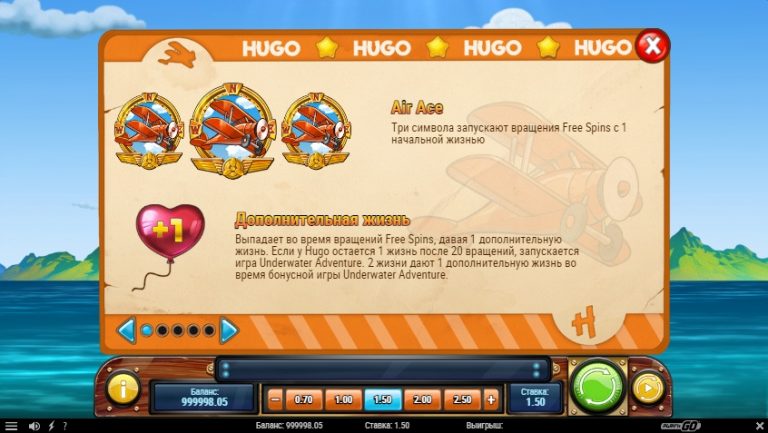 HUGO HUGO HUGO HUGO
Air Ace
Три символа запускают вращения Free Spins с 1
начальной жизнью
+1
Дополнительная жизнь
Выпадает во время вращений Free Spins, давая 1 дополнительную
жизнь. Если у Hugo остается 1 жизнь после 20 вращений, запускается
игра Underwater Adventure. 2 жизни дают 1 дополнительную жизнь во
время бонусной игры Underwater Adventure.
Баланс:
999998.05
− 0.70 1.00 1.50 2.00 2.50 +
Ставка:
1.50
Баланс: 999998.05 Ставка: 1.50 Выигрыш:
PLAY'N GO